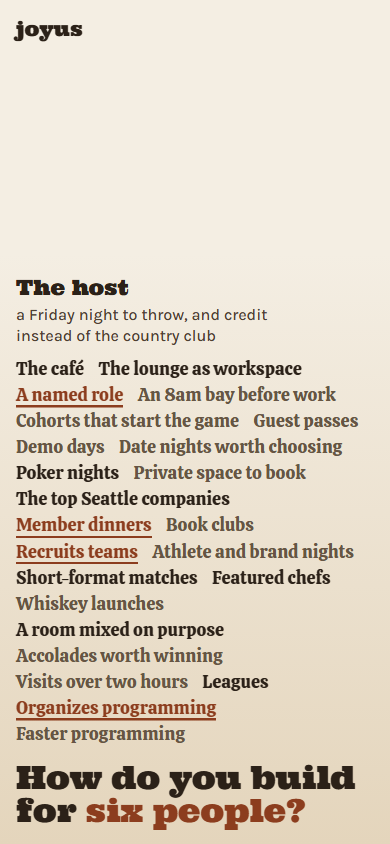 joyus
The host
a Friday night to throw, and credit
instead of the country club
The café The lounge as workspace
A named role An 8am bay before work
Cohorts that start the game Guest passes
Demo days Date nights worth choosing
Poker nights Private space to book
The top Seattle companies
Member dinners Book clubs
Recruits teams Athlete and brand nights
Short-format matches Featured chefs
Whiskey launches
A room mixed on purpose
Accolades worth winning
Visits over two hours Leagues
Organizes programming
Faster programming
How do you build
for six people?